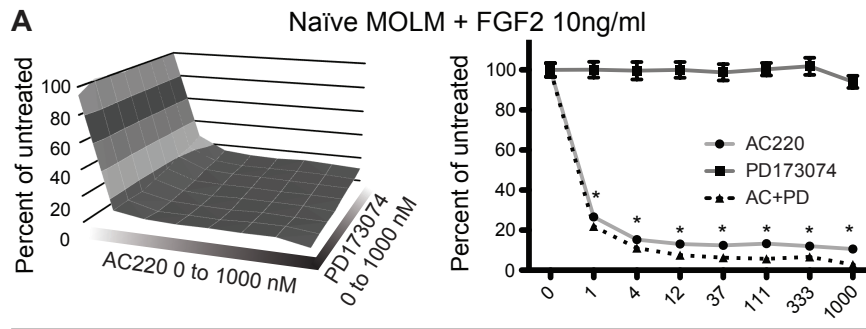 A
Naïve MOLM + FGF2 10ng/ml
Percent of untreated
100
80
60
40
20
0
AC220 0 to 1000 nM
PD173074
0 to 1000 nM
Percent of untreated
100
80
60
40
20
0
AC220
PD173074
AC+PD
* * * * * * *
0 1 4 12 37 111 333 1000